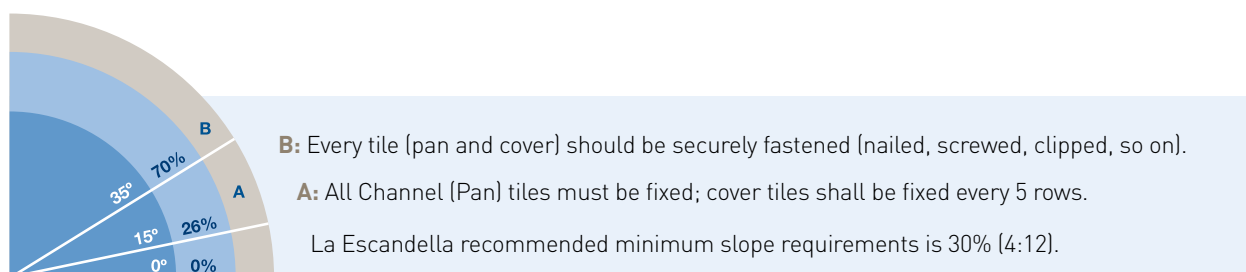 B
B: Every tile (pan and cover) should be securely fastened (nailed, screwed, clipped, so on).
35º 70%
A
A: All Channel (Pan) tiles must be fixed; cover tiles shall be fixed every 5 rows.
15º 26%
La Escandella recommended minimum slope requirements is 30% (4:12).
0º 0%